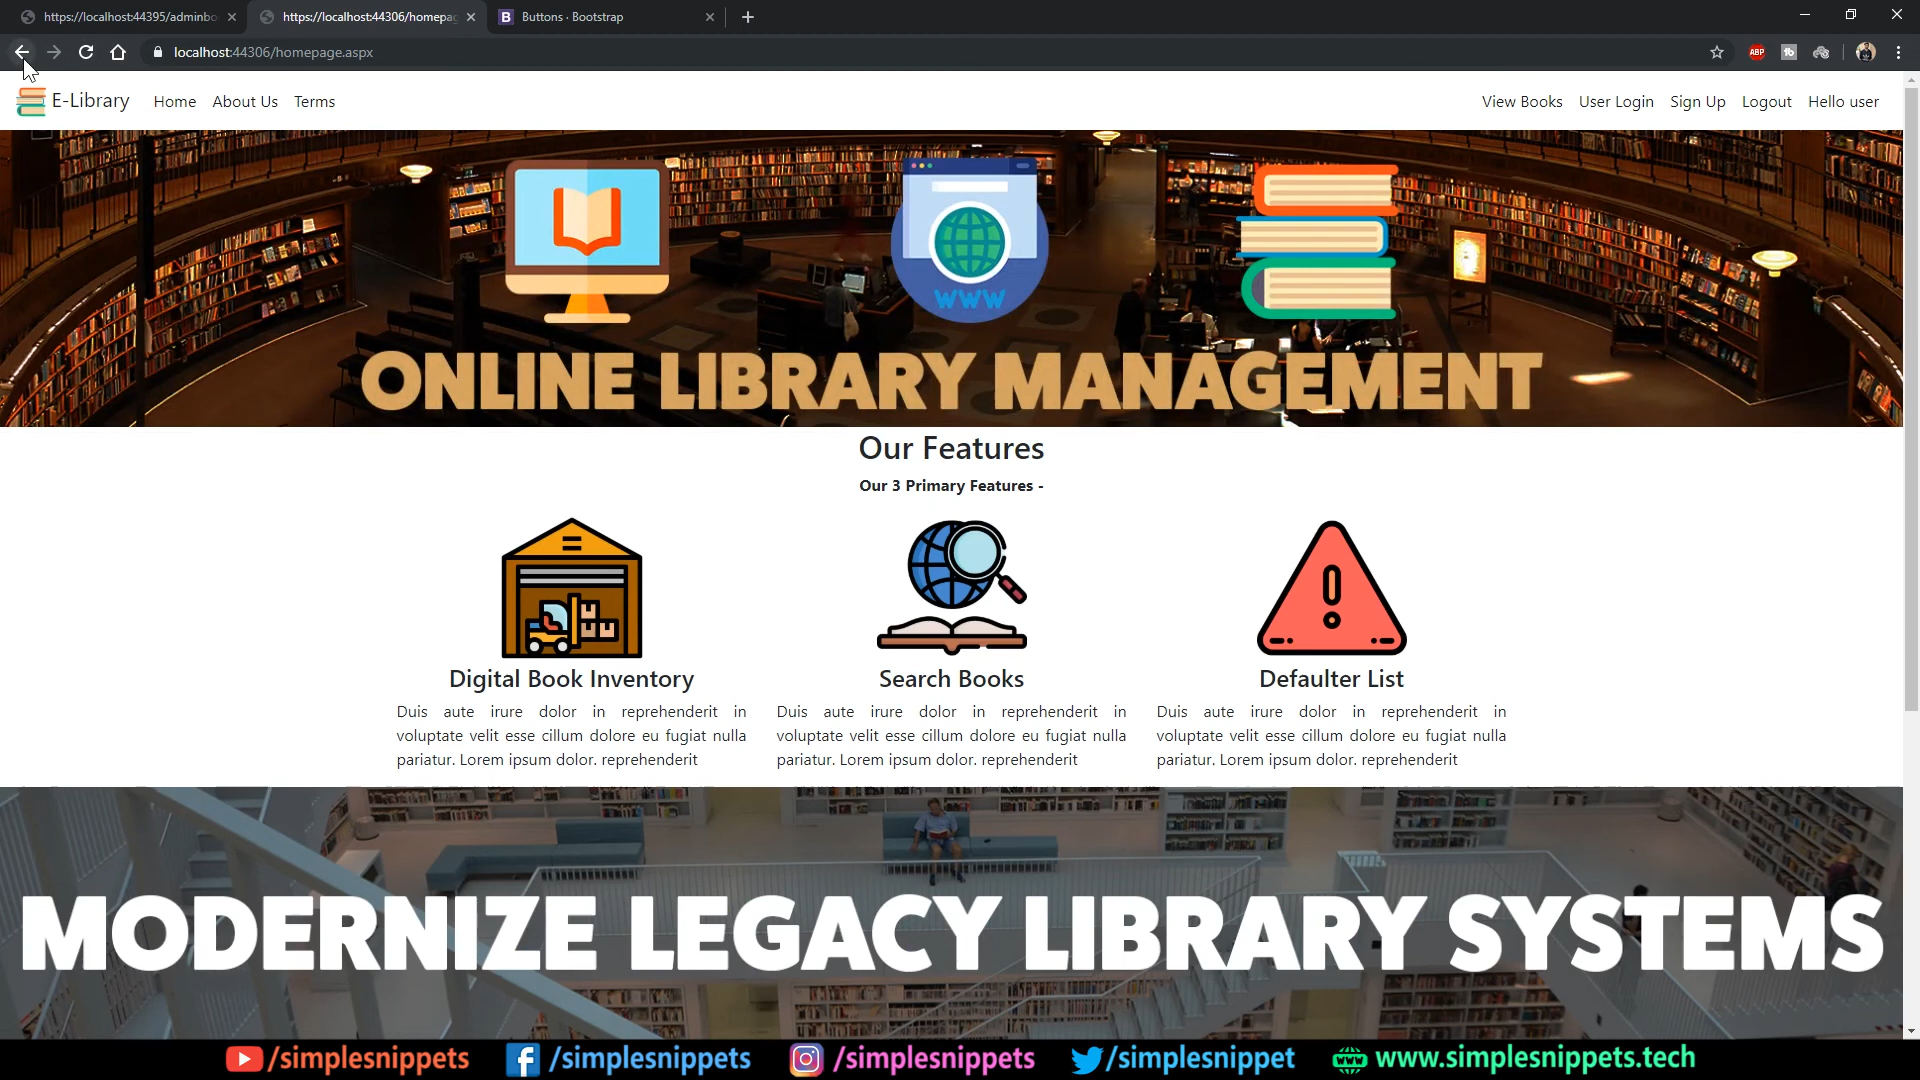 https://localhost:44395/adminbo
https://localhost:44306/homepag
B Buttons · Bootstrap
localhost:44306/homepage.aspx
ABP
E-Library Home About Us Terms View Books User Login Sign Up Logout Hello user
WWW
ONLINE LIBRARY MANAGEMENT
Our Features
Our 3 Primary Features -
Digital Book Inventory
Duis aute irure dolor in reprehenderit in
voluptate velit esse cillum dolore eu fugiat nulla
pariatur. Lorem ipsum dolor. reprehenderit
Search Books
Duis aute irure dolor in reprehenderit in
voluptate velit esse cillum dolore eu fugiat nulla
pariatur. Lorem ipsum dolor. reprehenderit
Defaulter List
Duis aute irure dolor in reprehenderit in
voluptate velit esse cillum dolore eu fugiat nulla
pariatur. Lorem ipsum dolor. reprehenderit
MODERNIZE LEGACY LIBRARY SYSTEMS
/simplesnippets /simplesnippets /simplesnippets /simplesnippet www.simplesnippets.tech